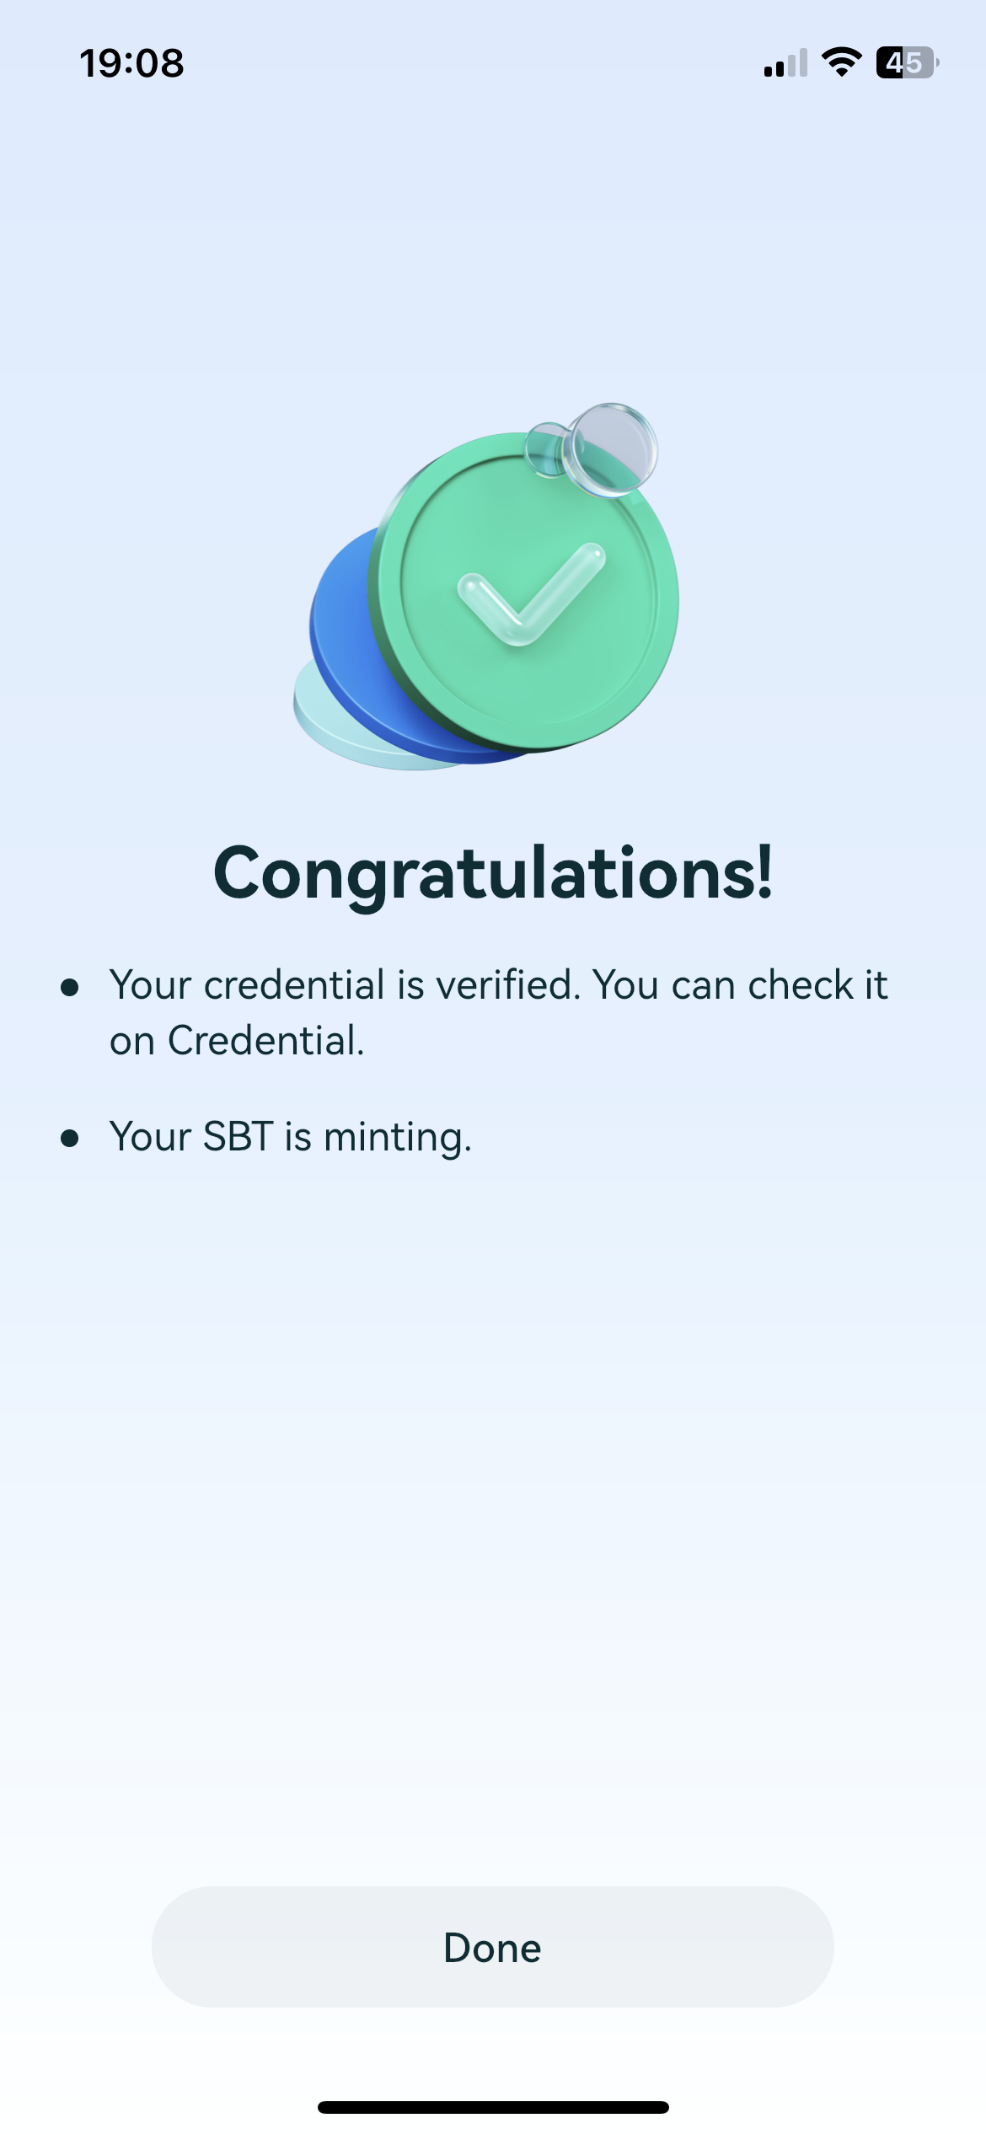 19:08
45
Congratulations!
• Your credential is verified. You can check it
on Credential.
• Your SBT is minting.
Done